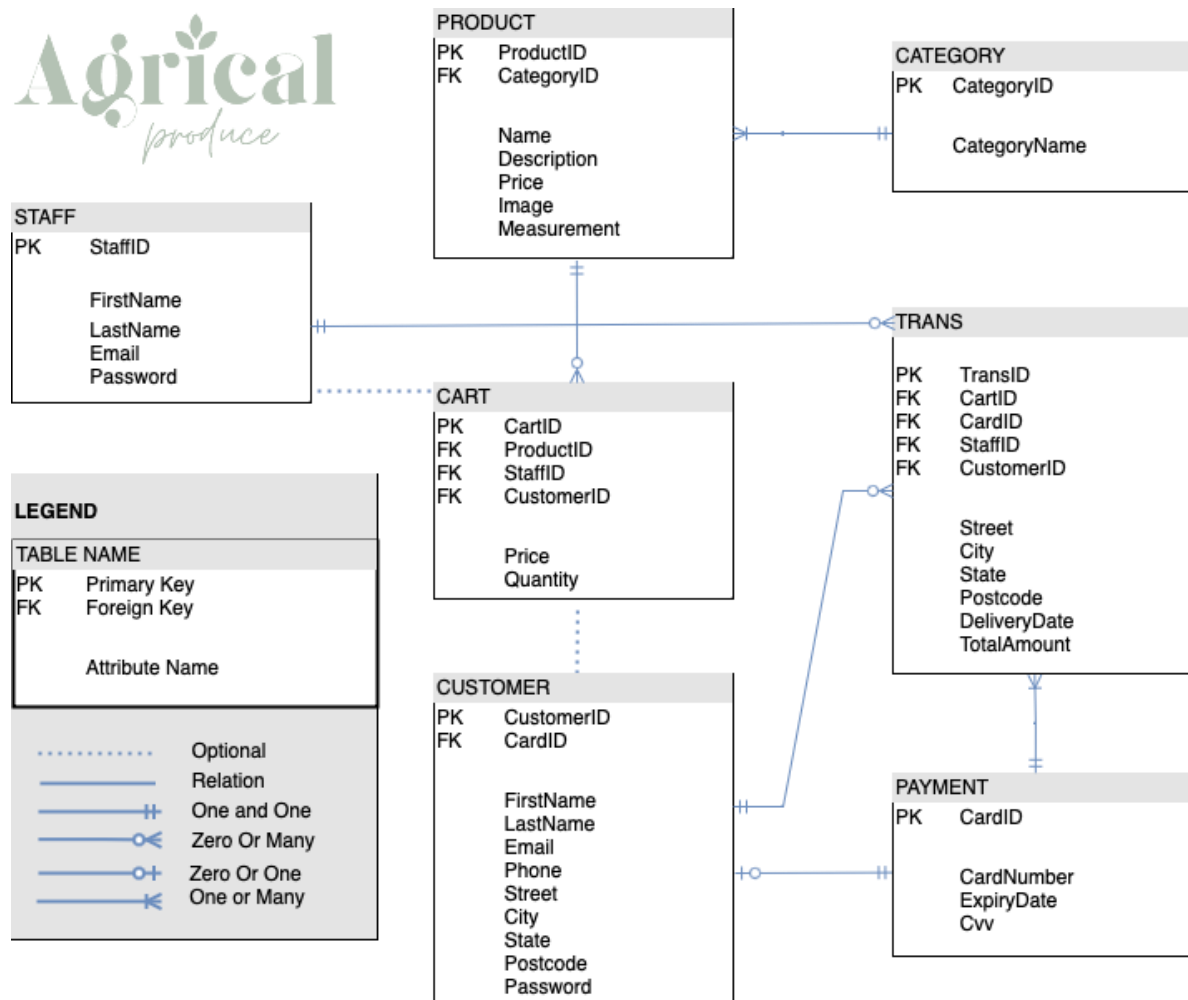 Agrical
produce
PRODUCT
PK ProductID
FK CategoryID
Name
Description
Price
Image
Measurement
CATEGORY
PK CategoryID
CategoryName
STAFF
PK StaffID
FirstName
LastName
Email
Password
TRANS
PK TransID
FK CartID
FK CardID
FK StaffID
FK CustomerID
Street
City
State
Postcode
DeliveryDate
TotalAmount
CART
PK CartID
FK ProductID
FK StaffID
FK CustomerID
Price
Quantity
LEGEND
TABLE NAME
PK Primary Key
FK Foreign Key
Attribute Name
Optional
Relation
One and One
Zero Or Many
Zero Or One
One or Many
CUSTOMER
PK CustomerID
FK CardID
FirstName
LastName
Email
Phone
Street
City
State
Postcode
Password
PAYMENT
PK CardID
CardNumber
ExpiryDate
Cvv